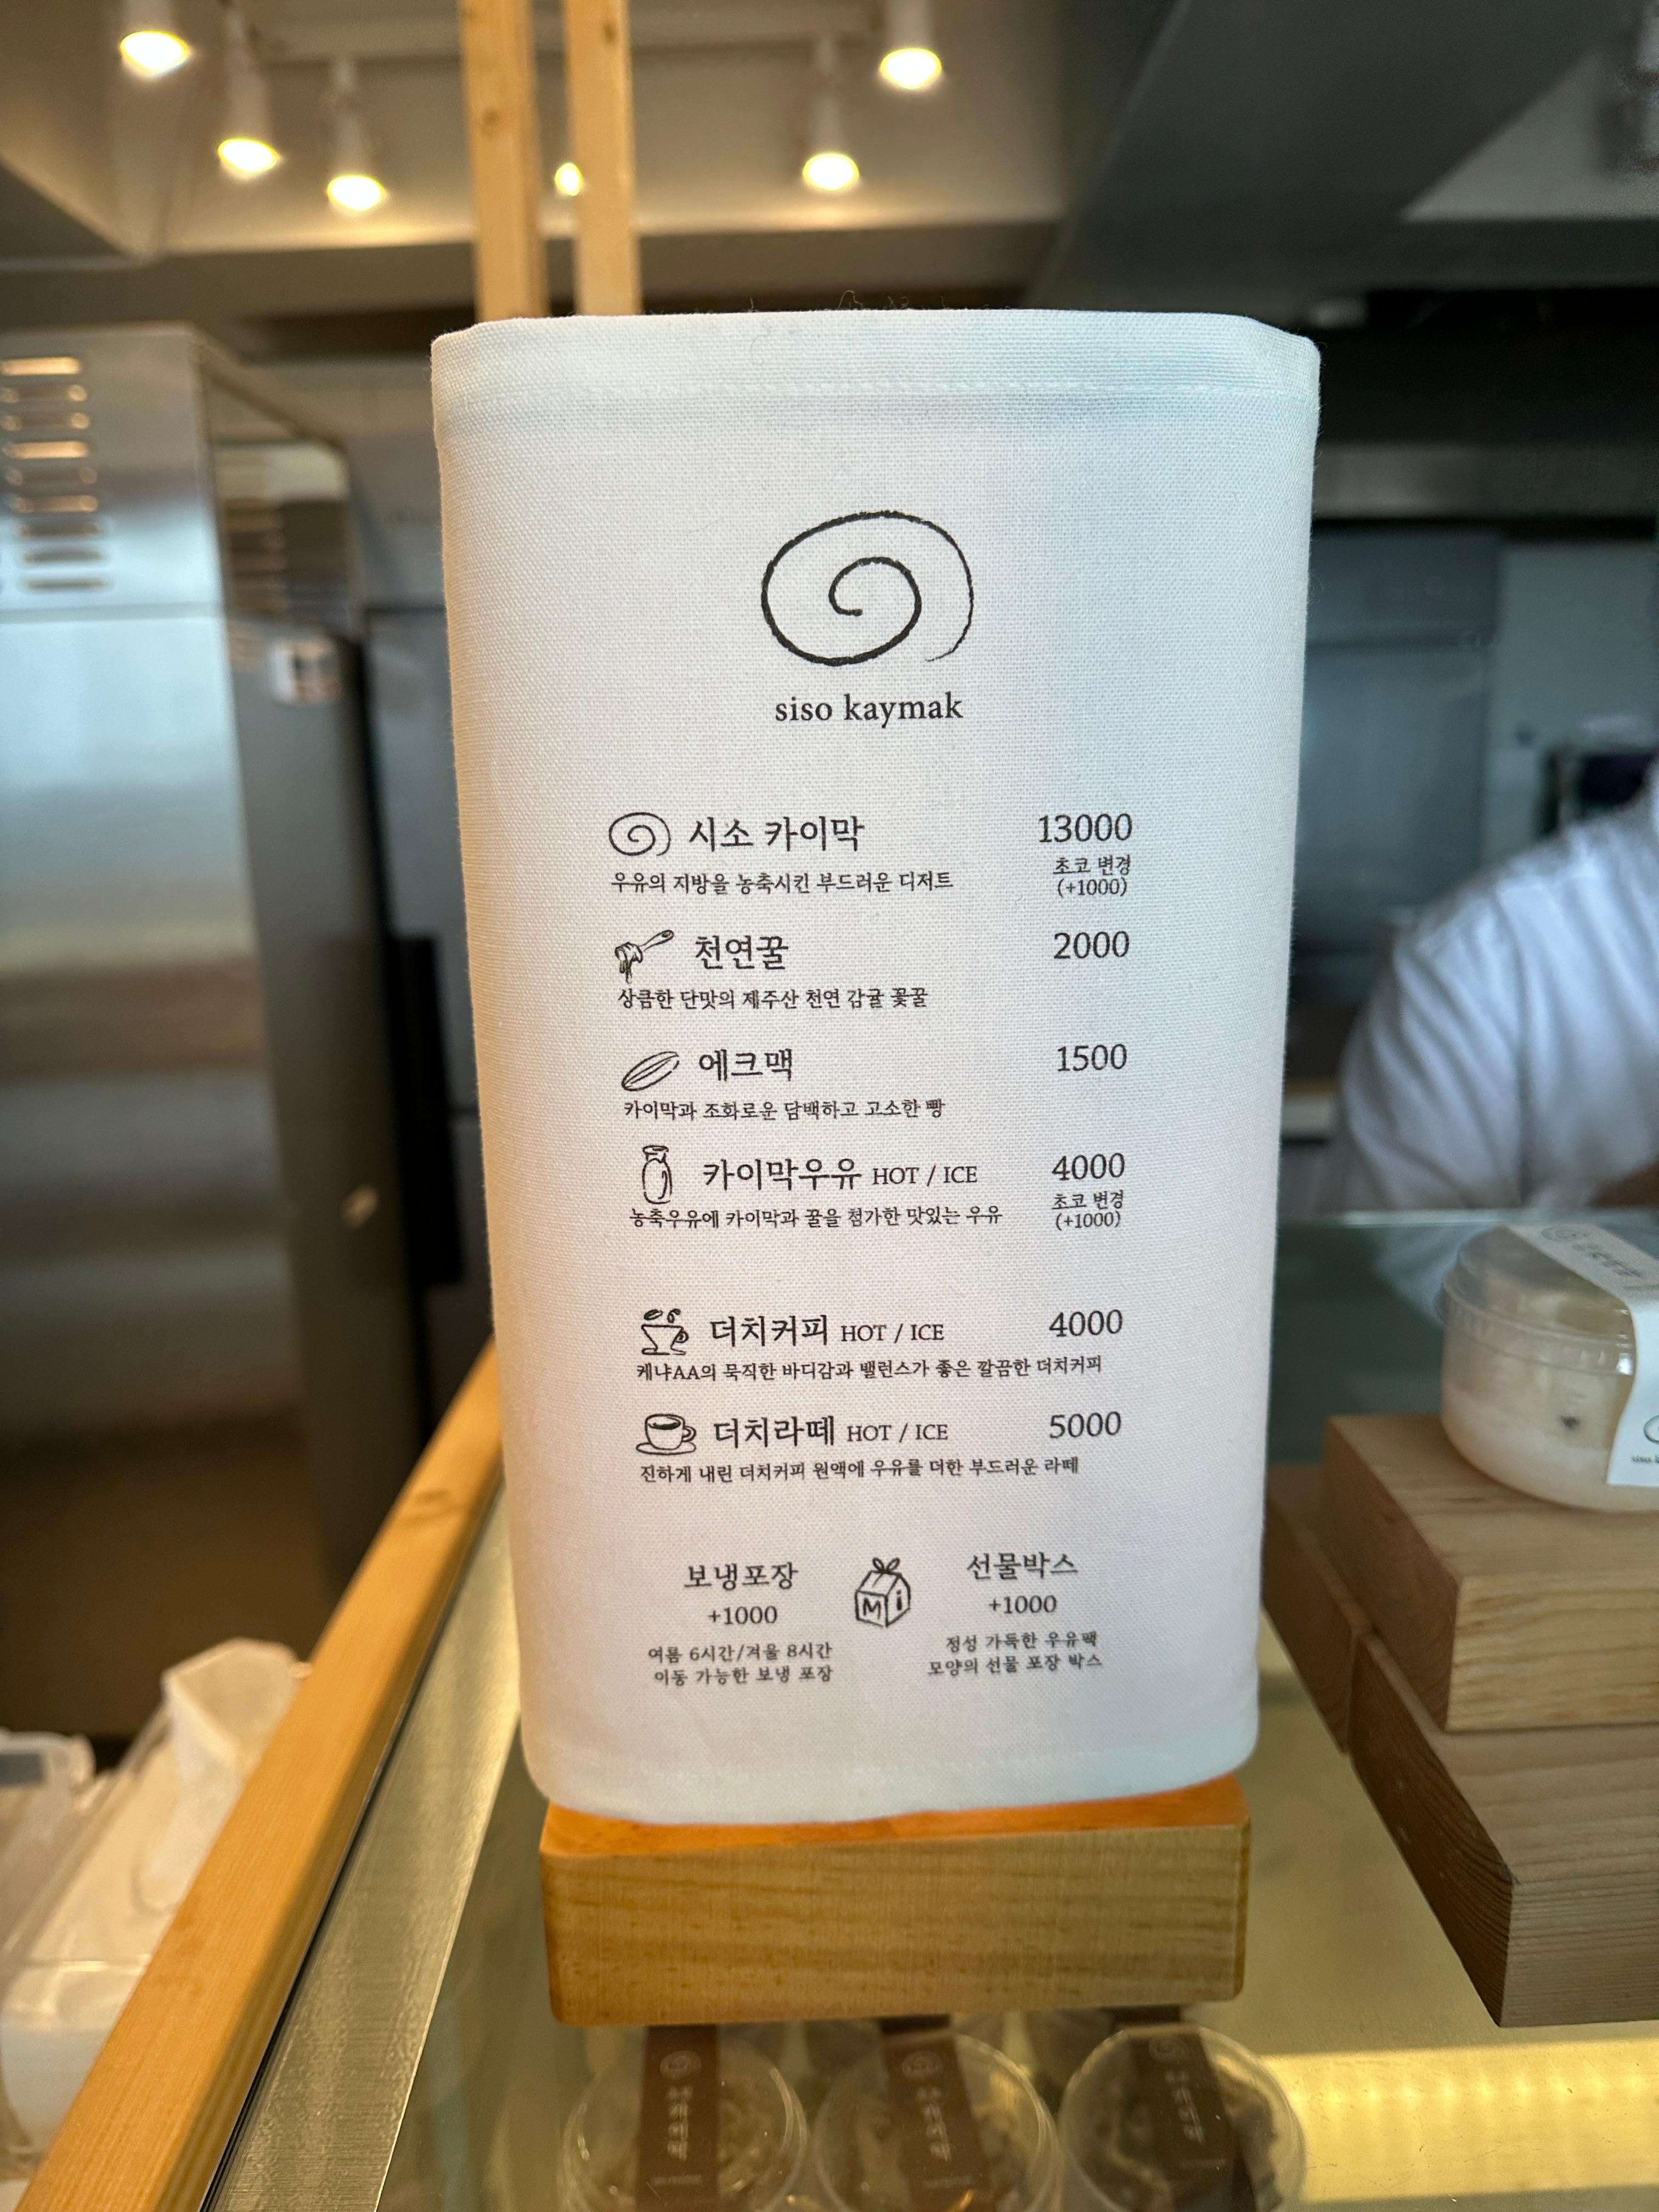 siso kaymak
시소 카이막 13000
초코 변경
우유의 지방을 농축시킨 부드러운 디저트 (+1000)
천연꿀 2000
상큼한 단맛의 제주산 천연 감귤 꽃꿀
에크맥 1500
카이막과 조화로운 담백하고 고소한 빵
카이막우유 HOT / ICE 4000
초코 변경
농축우유에 카이막과 꿀을 첨가한 맛있는 우유 (+1000)
더치커피 HOT / ICE 4000
케냐AA의 묵직한 바디감과 밸런스가 좋은 깔끔한 더치커피
더치라떼 HOT / ICE 5000
진하게 내린 더치커피 원액에 우유를 더한 부드러운 라떼
보냉포장
+1000
여름 6시간/겨울 8시간
이동 가능한 보냉 포장
Mi
선물박스
+1000
정성 가득한 우유팩
모양의 선물 포장 박스